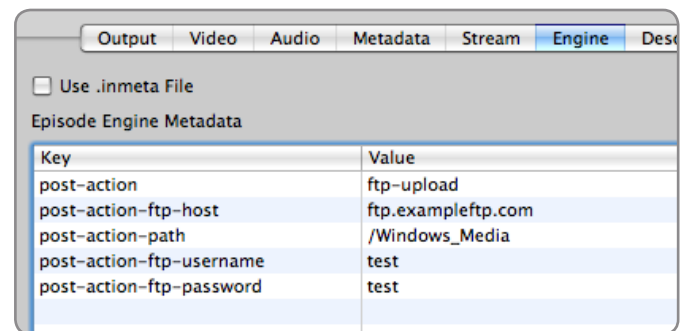 Output Video Audio Metadata Stream Engine
Use .inmeta File
Episode Engine Metadata
Key Value
post-action ftp-upload
post-action-ftp-host ftp.exampleftp.com
post-action-path /Windows_Media
post-action-ftp-username test
post-action-ftp-password test